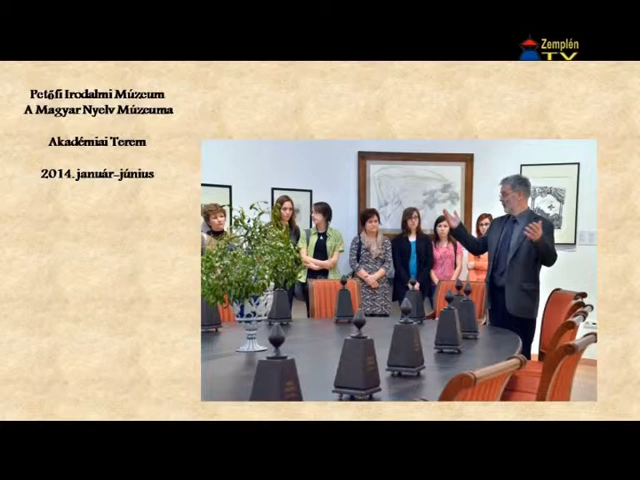 Zemplén
TV
Petőfi Irodalmi Múzeum
A Magyar Nyelv Múzeuma
Akadémiai Terem
2014. január-június